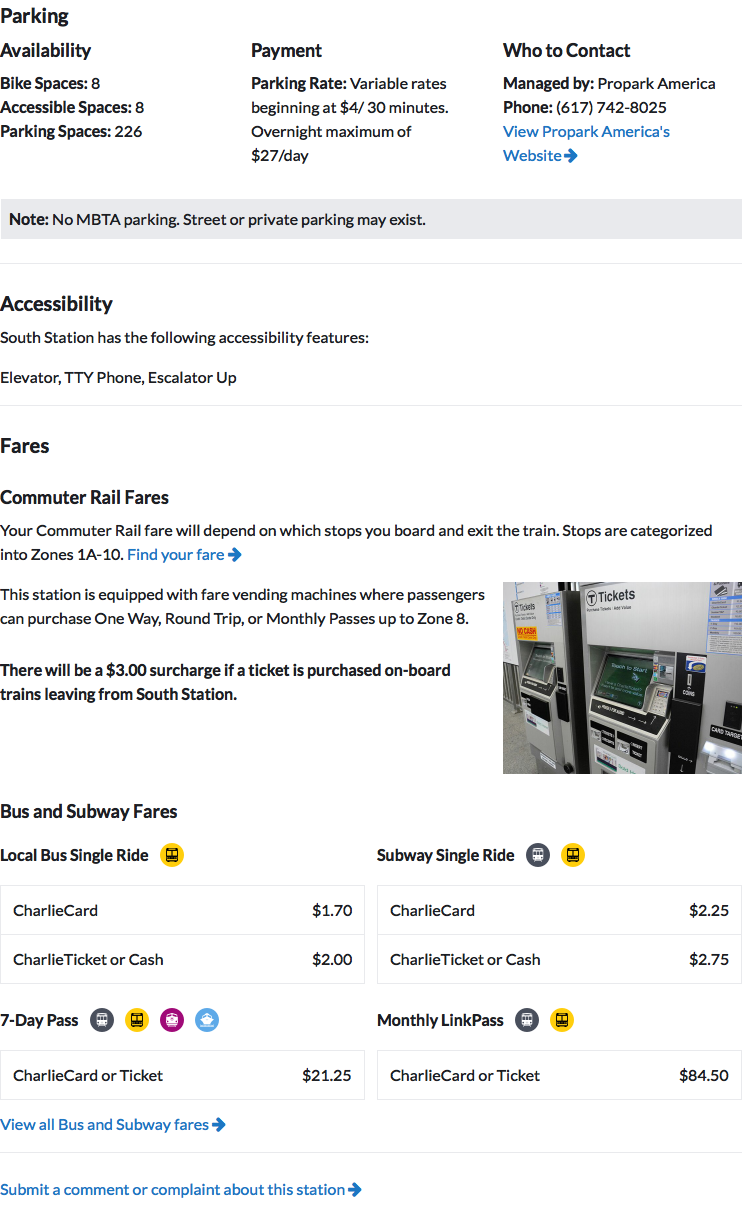 Parking
Availability
Bike Spaces: 8
Accessible Spaces: 8
Parking Spaces: 226
Payment
Parking Rate: Variable rates
beginning at $4/ 30 minutes.
Overnight maximum of
$27/day
Who to Contact
Managed by: Propark America
Phone: (617) 742-8025
View Propark America's
Website
Note: No MBTA parking. Street or private parking may exist.
Accessibility
South Station has the following accessibility features:
Elevator, TTY Phone, Escalator Up
Fares
Commuter Rail Fares
Your Commuter Rail fare will depend on which stops you board and exit the train. Stops are categorized
into Zones 1A-10. Find your fare
This station is equipped with fare vending machines where passengers
can purchase One Way, Round Trip, or Monthly Passes up to Zone 8.
There will be a $3.00 surcharge if a ticket is purchased on-board
trains leaving from South Station.
T Tickets
NO CASH
T Tickets
Purchase Tickets - Add Value
Touch to Start
COINS
CARD TARGET
Bus and Subway Fares
Local Bus Single Ride
CharlieCard $1.70
CharlieTicket or Cash $2.00
Subway Single Ride
CharlieCard $2.25
CharlieTicket or Cash $2.75
7-Day Pass
CharlieCard or Ticket $21.25
Monthly LinkPass
CharlieCard or Ticket $84.50
View all Bus and Subway fares
Submit a comment or complaint about this station